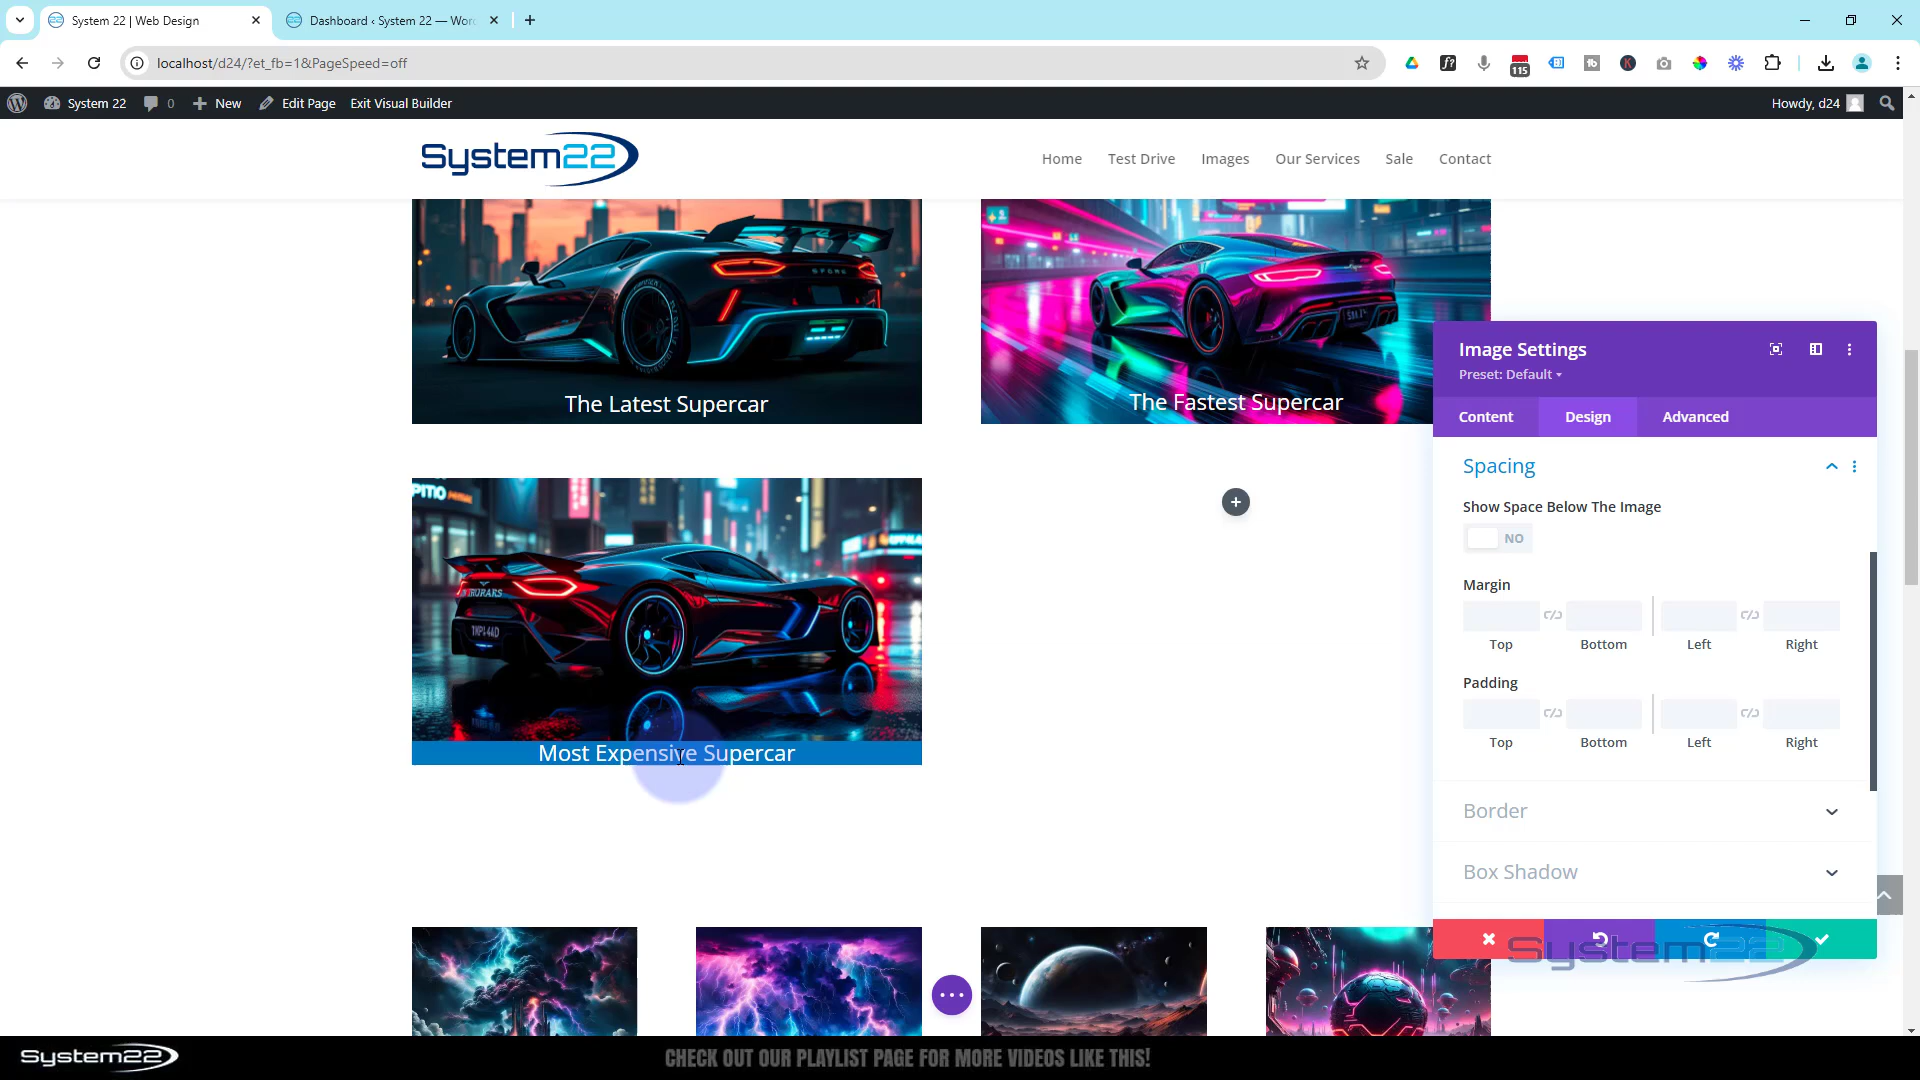 System 22 | Web Design
Dashboard ‹ System 22 — Wor
localhost/d24/?et_fb=1&PageSpeed=off
115
System 22
0
New
Edit Page
Exit Visual Builder
Howdy, d24
System22
Home
Test Drive
Images
Our Services
Sale
Contact
The Latest Supercar
The Fastest Supercar
Most Expensive Supercar
Image Settings
Preset: Default
Content
Design
Advanced
Spacing
Show Space Below The Image
NO
Margin
Top
Bottom
Left
Right
Padding
Top
Bottom
Left
Right
Border
Box Shadow
System22
System22
CHECK OUT OUR PLAYLIST PAGE FOR MORE VIDEOS LIKE THIS!